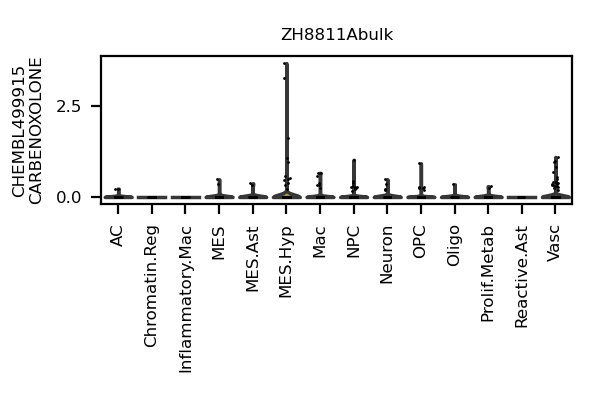 ZH8811Abulk
CHEMBL499915
CARBENOXOLONE
2.5
0.0
AC
Chromatin.Reg
Inflammatory.Mac
MES
MES.Ast
MES.Hyp
Mac
NPC
Neuron
OPC
Oligo
Prolif.Metab
Reactive.Ast
Vasc